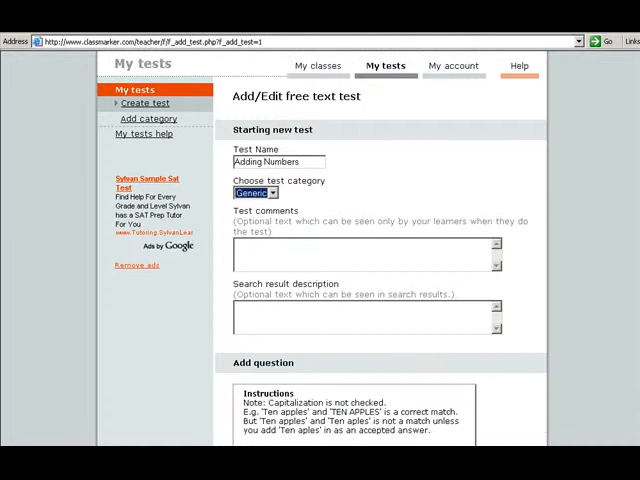 Address http://www.classmarker.com/teacher/f/f_add_test.php?f_add_test=1 Go Links
My tests
My classes My tests My account Help
My tests
Create test
Add category
My tests help
Sylvan Sample Sat
Test
Find Help For Every
Grade and Level Sylvan
has a SAT Prep Tutor
For You
www.Tutoring.SylvanLear
Ads by Google
Remove ads
Add/Edit free text test
Starting new test
Test Name
Adding Numbers
Choose test category
Generic
Test comments
(Optional text which can be seen only by your learners when they do
the test)
Search result description
(Optional text which can be seen in search results.)
Add question
Instructions
Note: Capitalization is not checked.
E.g. 'Ten apples' and 'TEN APPLES' is a correct match.
But 'Ten apples' and 'Ten aples' is not a match unless
you add 'Ten aples' in as an accepted answer.